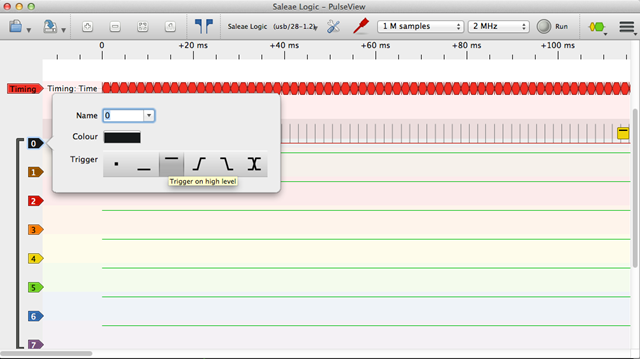 Saleae Logic – PulseView
Saleae Logic (usb/28-1.2) 1 M samples 2 MHz Run
0 +20 ms +40 ms +60 ms +80 ms +100 ms
Timing Timing: Time
Name 0
Colour
Trigger
Trigger on high level
0
1
2
3
4
5
6
7